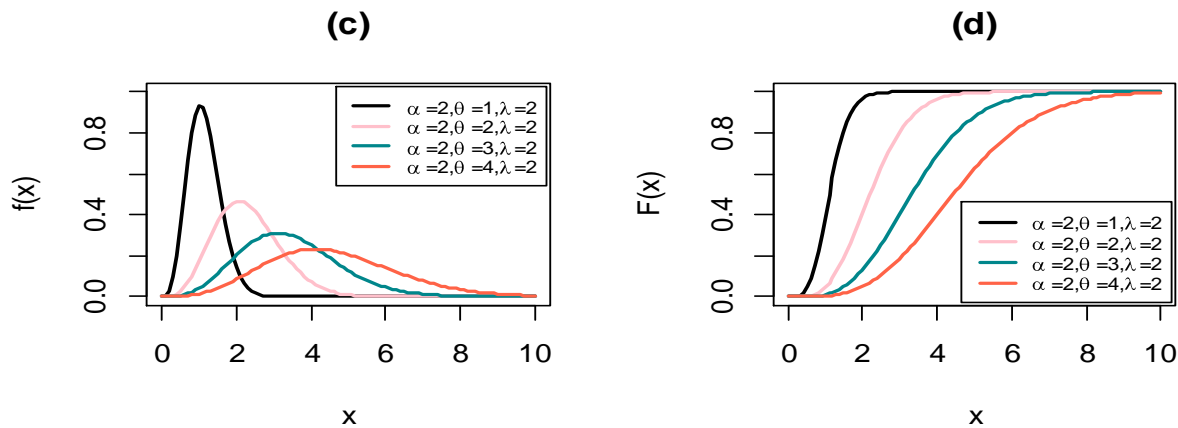 (c)
f(x)
0.0 0.4 0.8
α =2,θ =1,λ =2
α =2,θ =2,λ =2
α =2,θ =3,λ =2
α =2,θ =4,λ =2
0 2 4 6 8 10
x
(d)
F(x)
0.0 0.4 0.8
α =2,θ =1,λ =2
α =2,θ =2,λ =2
α =2,θ =3,λ =2
α =2,θ =4,λ =2
0 2 4 6 8 10
x